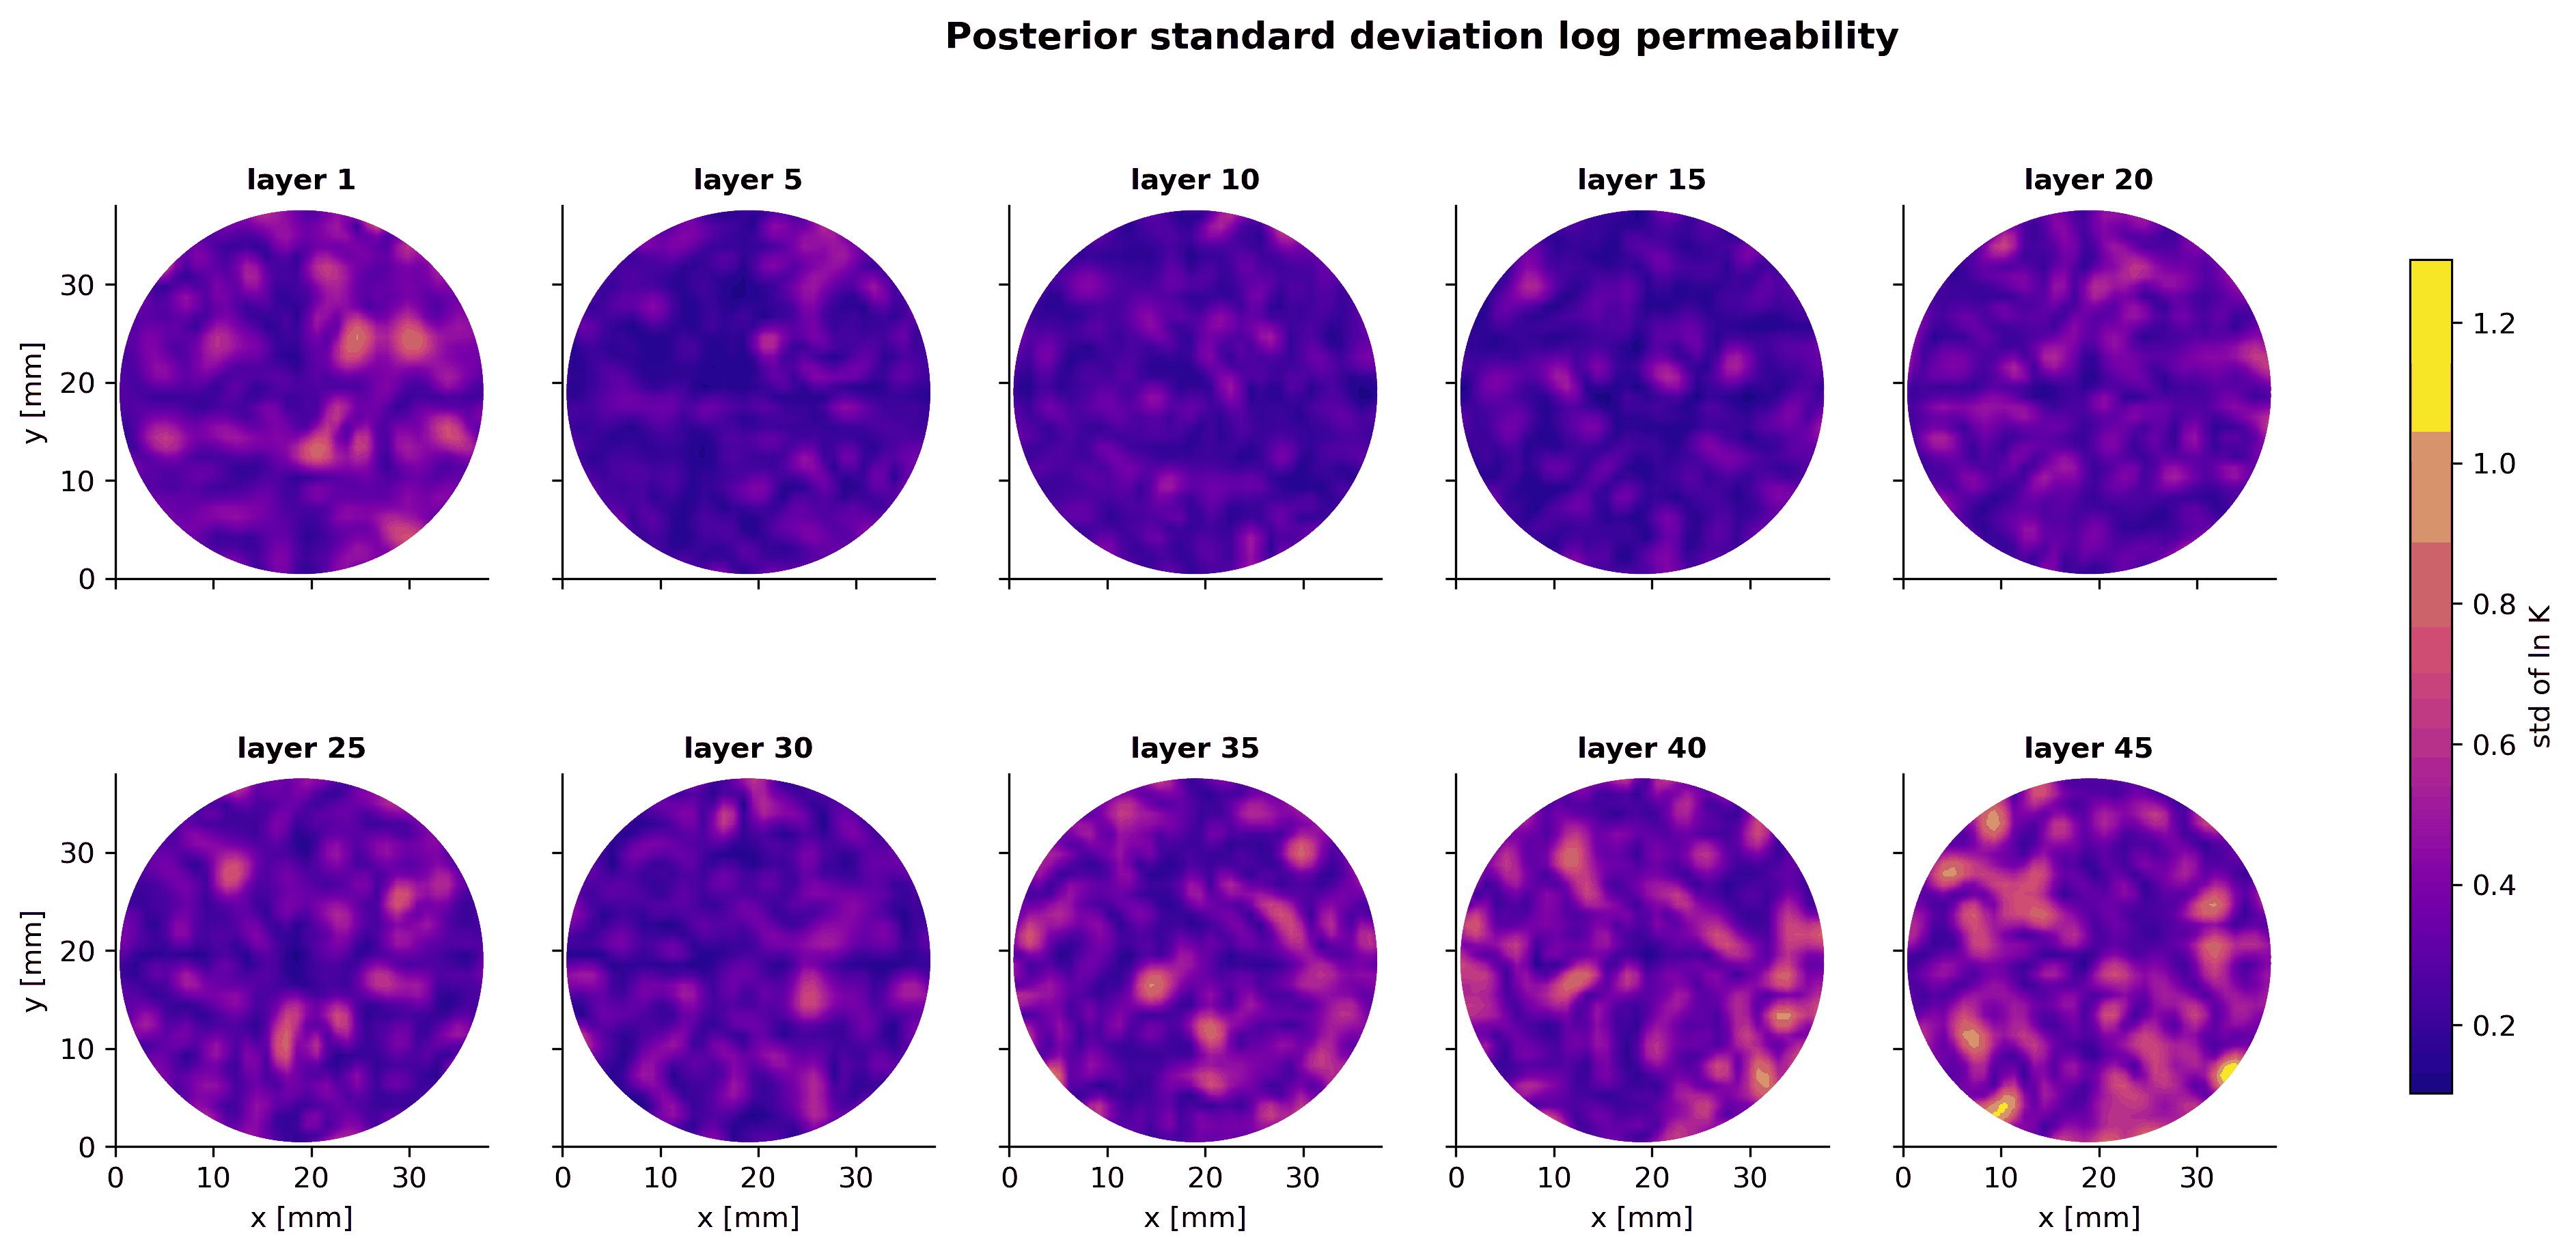 Posterior standard deviation log permeability
layer 1
layer 5
layer 10
layer 15
layer 20
y [mm]
30
20
10
0
layer 25
layer 30
layer 35
layer 40
layer 45
y [mm]
30
20
10
0
0 10 20 30
0 10 20 30
0 10 20 30
0 10 20 30
0 10 20 30
x [mm]
x [mm]
x [mm]
x [mm]
x [mm]
1.2
1.0
0.8
0.6
0.4
0.2
std of ln K